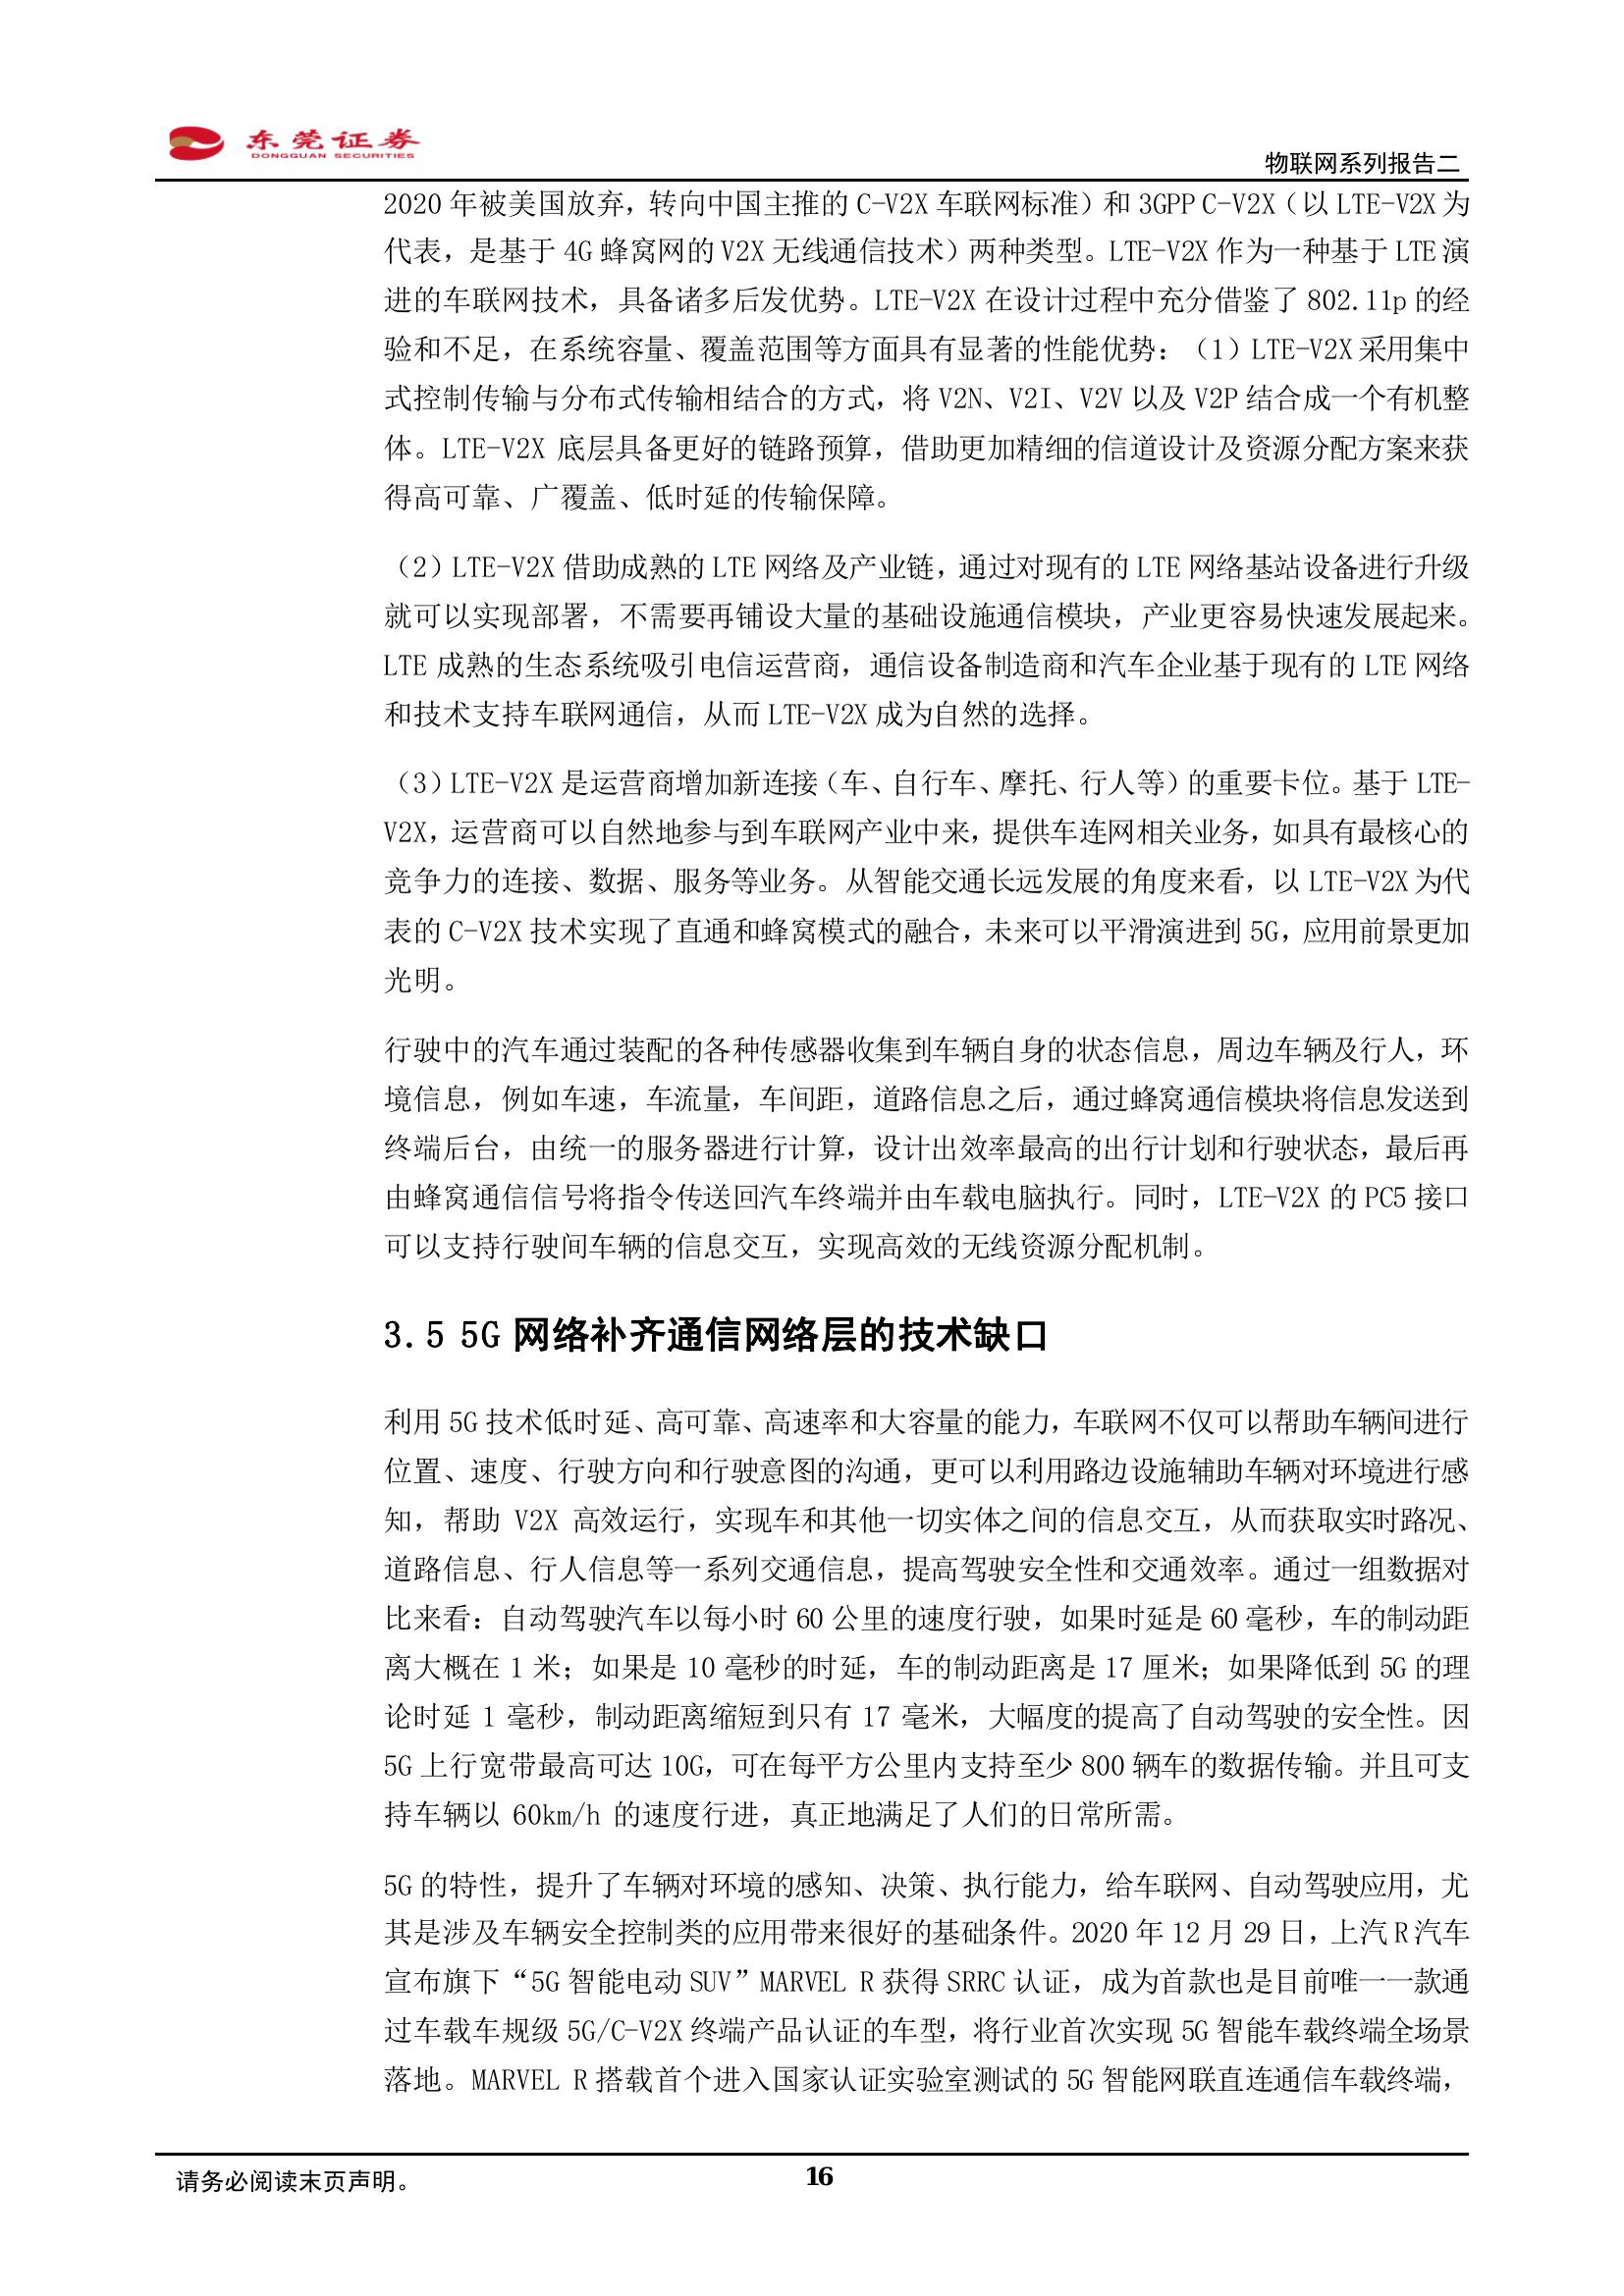 东莞证券
DONGGUAN SECURITIES
物联网系列报告二
2020 年被美国放弃，转向中国主推的 C-V2X 车联网标准）和 3GPP C-V2X（以 LTE-V2X 为
代表，是基于 4G 蜂窝网的 V2X 无线通信技术）两种类型。LTE-V2X 作为一种基于 LTE 演
进的车联网技术，具备诸多后发优势。LTE-V2X 在设计过程中充分借鉴了 802.11p 的经
验和不足，在系统容量、覆盖范围等方面具有显著的性能优势：（1）LTE-V2X 采用集中
式控制传输与分布式传输相结合的方式，将 V2N、V2I、V2V 以及 V2P 结合成一个有机整
体。LTE-V2X 底层具备更好的链路预算，借助更加精细的信道设计及资源分配方案来获
得高可靠、广覆盖、低时延的传输保障。
（2）LTE-V2X 借助成熟的 LTE 网络及产业链，通过对现有的 LTE 网络基站设备进行升级
就可以实现部署，不需要再铺设大量的基础设施通信模块，产业更容易快速发展起来。
LTE 成熟的生态系统吸引电信运营商，通信设备制造商和汽车企业基于现有的 LTE 网络
和技术支持车联网通信，从而 LTE-V2X 成为自然的选择。
（3）LTE-V2X 是运营商增加新连接（车、自行车、摩托、行人等）的重要卡位。基于 LTE-
V2X，运营商可以自然地参与到车联网产业中来，提供车连网相关业务，如具有最核心的
竞争力的连接、数据、服务等业务。从智能交通长远发展的角度来看，以 LTE-V2X 为代
表的 C-V2X 技术实现了直通和蜂窝模式的融合，未来可以平滑演进到 5G，应用前景更加
光明。
行驶中的汽车通过装配的各种传感器收集到车辆自身的状态信息，周边车辆及行人，环
境信息，例如车速，车流量，车间距，道路信息之后，通过蜂窝通信模块将信息发送到
终端后台，由统一的服务器进行计算，设计出效率最高的出行计划和行驶状态，最后再
由蜂窝通信信号将指令传送回汽车终端并由车载电脑执行。同时，LTE-V2X 的 PC5 接口
可以支持行驶间车辆的信息交互，实现高效的无线资源分配机制。
3.5 5G 网络补齐通信网络层的技术缺口
利用 5G 技术低时延、高可靠、高速率和大容量的能力，车联网不仅可以帮助车辆间进行
位置、速度、行驶方向和行驶意图的沟通，更可以利用路边设施辅助车辆对环境进行感
知，帮助 V2X 高效运行，实现车和其他一切实体之间的信息交互，从而获取实时路况、
道路信息、行人信息等一系列交通信息，提高驾驶安全性和交通效率。通过一组数据对
比来看：自动驾驶汽车以每小时 60 公里的速度行驶，如果时延是 60 毫秒，车的制动距
离大概在 1 米；如果是 10 毫秒的时延，车的制动距离是 17 厘米；如果降低到 5G 的理
论时延 1 毫秒，制动距离缩短到只有 17 毫米，大幅度的提高了自动驾驶的安全性。因
5G 上行宽带最高可达 10G，可在每平方公里内支持至少 800 辆车的数据传输。并且可支
持车辆以 60km/h 的速度行进，真正地满足了人们的日常所需。
5G 的特性，提升了车辆对环境的感知、决策、执行能力，给车联网、自动驾驶应用，尤
其是涉及车辆安全控制类的应用带来很好的基础条件。2020 年 12 月 29 日，上汽 R 汽车
宣布旗下“5G 智能电动 SUV”MARVEL R 获得 SRRC 认证，成为首款也是目前唯一一款通
过车载车规级 5G/C-V2X 终端产品认证的车型，将行业首次实现 5G 智能车载终端全场景
落地。MARVEL R 搭载首个进入国家认证实验室测试的 5G 智能网联直连通信车载终端，
请务必阅读末页声明。
16